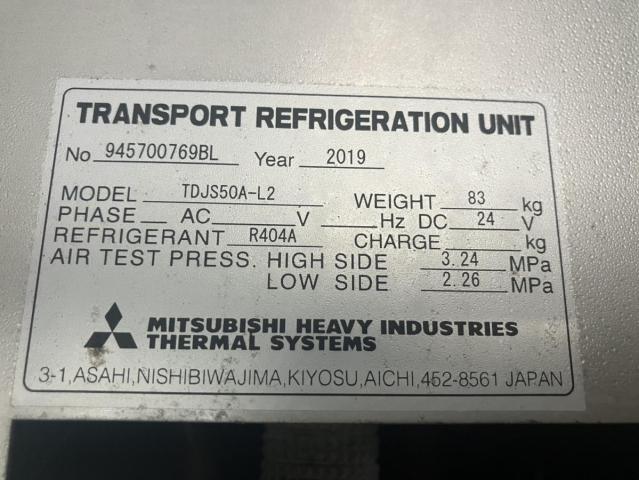 TRANSPORT REFRIGERATION UNIT
No 945700769BL Year 2019
MODEL TDJS50A-L2 WEIGHT 83 kg
PHASE AC V Hz DC 24 V
REFRIGERANT R404A CHARGE kg
AIR TEST PRESS. HIGH SIDE 3.24 MPa
LOW SIDE 2.26 MPa
MITSUBISHI HEAVY INDUSTRIES
THERMAL SYSTEMS
3-1,ASAHI,NISHIBIWAJIMA,KIYOSU,AICHI,452-8561 JAPAN